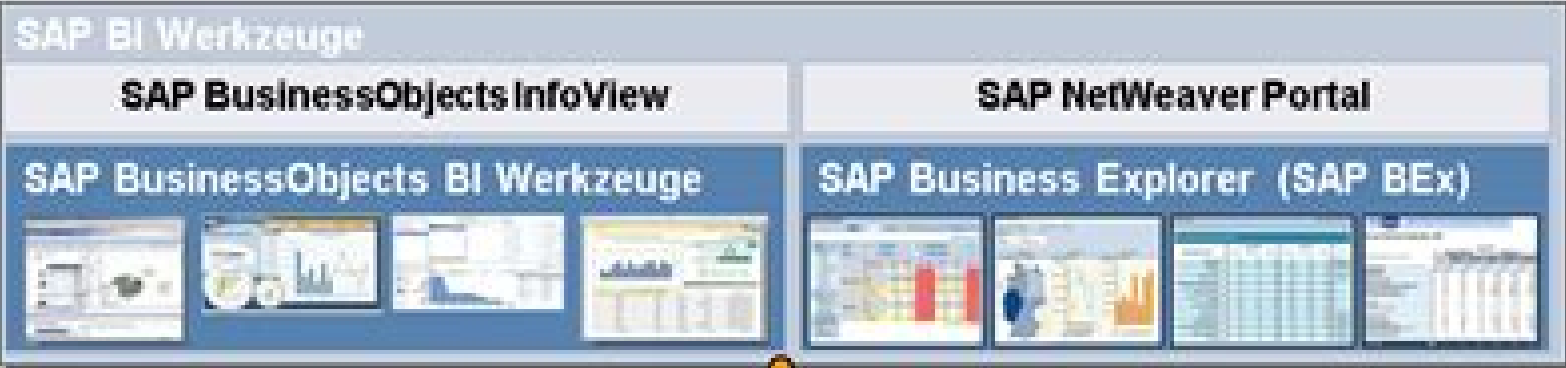 SAP BI Werkzeuge
SAP BusinessObjects InfoView
SAP NetWeaver Portal
SAP BusinessObjects BI Werkzeuge
SAP Business Explorer (SAP BEx)